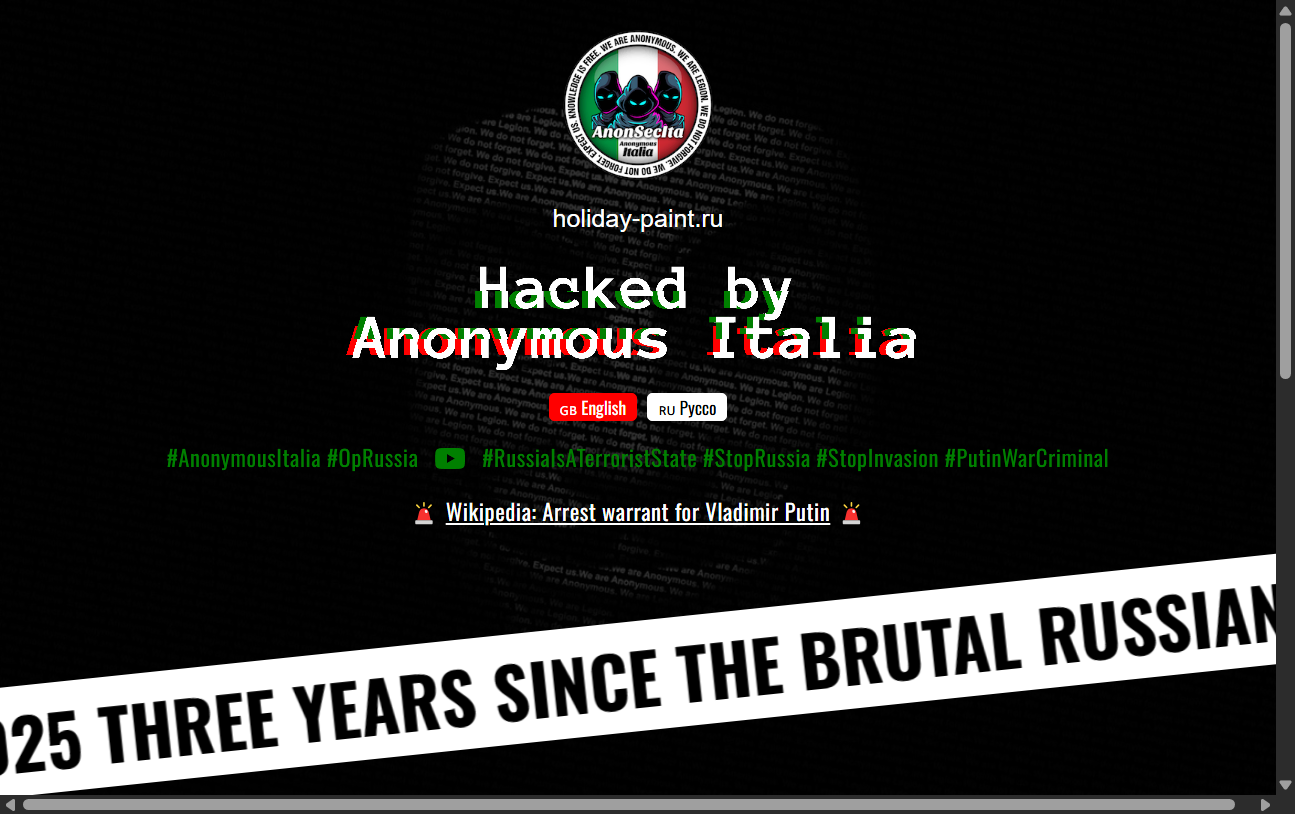 KNOWLEDGE IS FREE. WE ARE ANONYMOUS. WE ARE LEGION. WE DO NOT FORGIVE. WE DO NOT FORGET. EXPECT US.
AnonSecIta
Anonymous
Italia
holiday-paint.ru
Hacked by
Anonymous Italia
GB English RU Русco
#AnonymousItalia #OpRussia #RussiaIsATerroristState #StopRussia #StopInvasion #PutinWarCriminal
Wikipedia: Arrest warrant for Vladimir Putin
025 THREE YEARS SINCE THE BRUTAL RUSSIAN